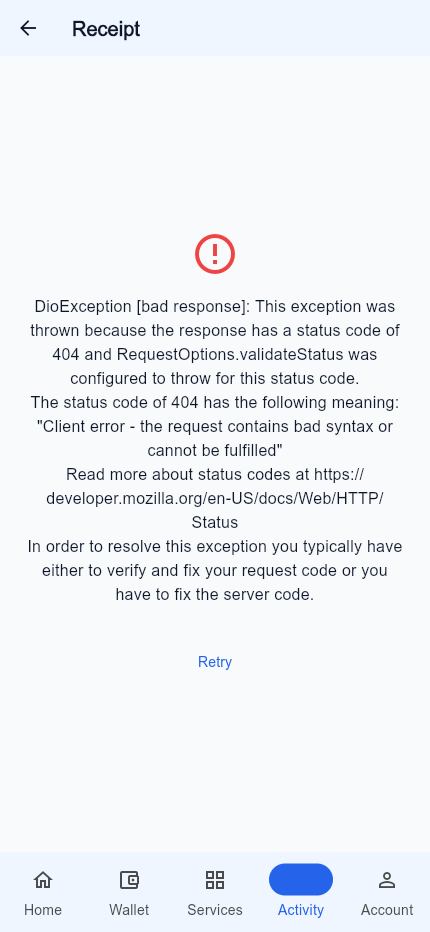 Receipt
DioException [bad response]: This exception was
thrown because the response has a status code of
404 and RequestOptions.validateStatus was
configured to throw for this status code.
The status code of 404 has the following meaning:
"Client error - the request contains bad syntax or
cannot be fulfilled"
Read more about status codes at https://
developer.mozilla.org/en-US/docs/Web/HTTP/
Status
In order to resolve this exception you typically have
either to verify and fix your request code or you
have to fix the server code.
Retry
Home Wallet Services Activity Account